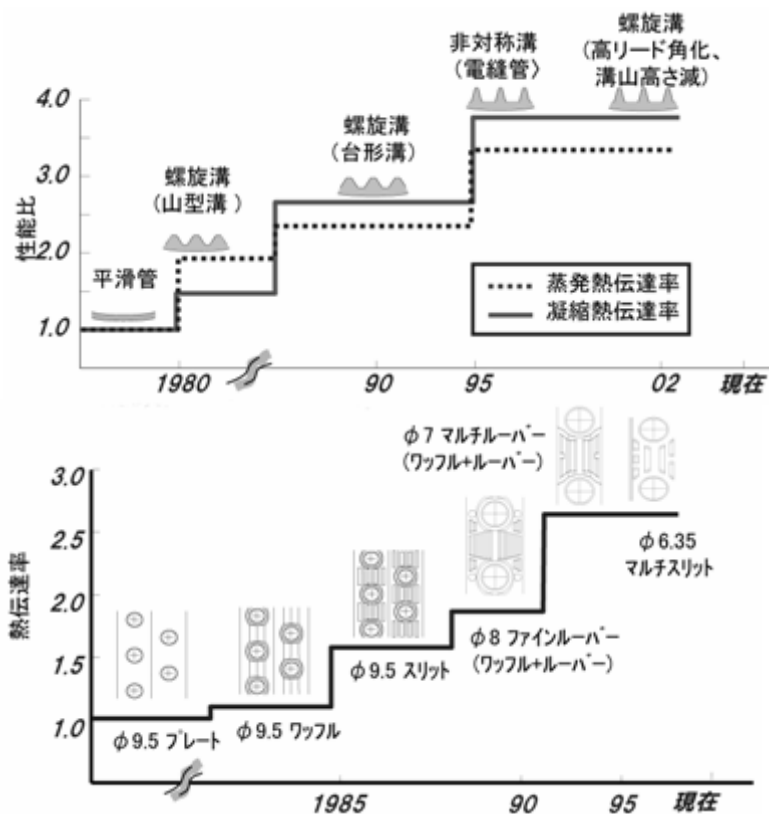 螺旋溝
(高リード角化、
溝山高さ減)
非対称溝
(電縫管〉
螺旋溝
(台形溝)
螺旋溝
(山型溝 )
平滑管
4.0
3.0
2.0
1.0
性能比
蒸発熱伝達率
凝縮熱伝達率
1980
90
95
02
現在
φ7 マルチルーバー
(ワッフル+ルーバー)
3.0
2.5
2.0
1.5
1.0
熱伝達率
φ6.35
マルチスリット
φ8 ファインルーバー
(ワッフル+ルーバー)
φ9.5 スリット
φ9.5 プレート
φ9.5 ワッフル
1985
90
95
現在